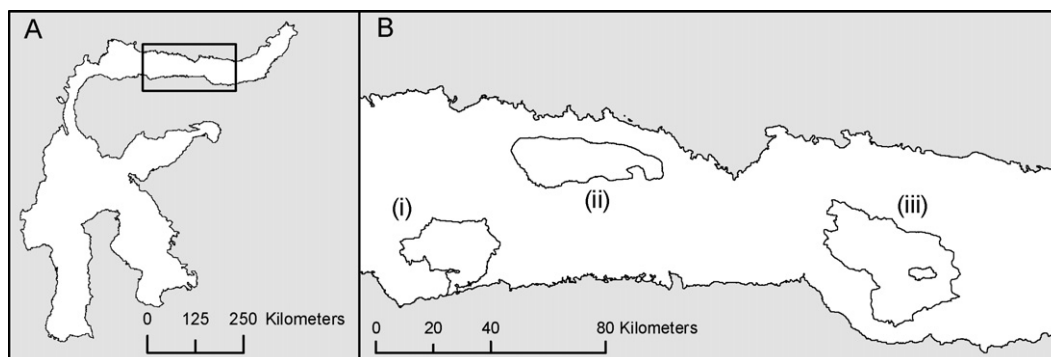 A
0 125 250 Kilometers
B
(i)
(ii)
(iii)
0 20 40 80 Kilometers